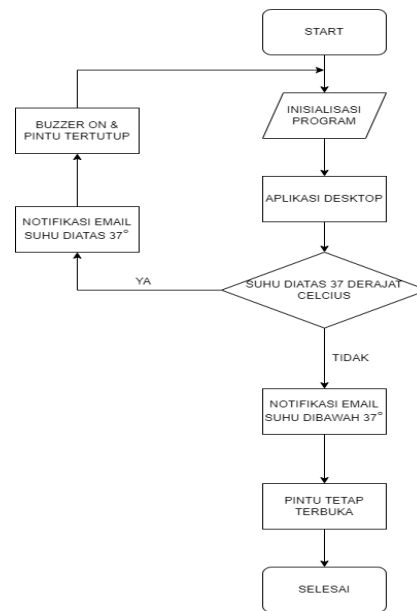 START
INISIALISASI
PROGRAM
APLIKASI DESKTOP
SUHU DIATAS 37 DERAJAT
CELCIUS
YA
NOTIFIKASI EMAIL
SUHU DIATAS 37°
BUZZER ON &
PINTU TERTUTUP
TIDAK
NOTIFIKASI EMAIL
SUHU DIBAWAH 37°
PINTU TETAP
TERBUKA
SELESAI